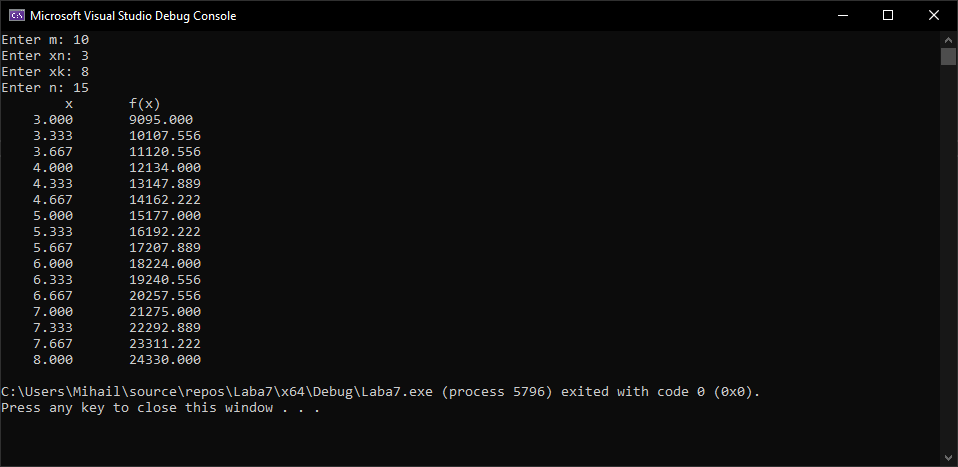 Microsoft Visual Studio Debug Console
Enter m: 10
Enter xn: 3
Enter xk: 8
Enter n: 15
x f(x)
3.000 9095.000
3.333 10107.556
3.667 11120.556
4.000 12134.000
4.333 13147.889
4.667 14162.222
5.000 15177.000
5.333 16192.222
5.667 17207.889
6.000 18224.000
6.333 19240.556
6.667 20257.556
7.000 21275.000
7.333 22292.889
7.667 23311.222
8.000 24330.000
C:\Users\Mihail\source\repos\Laba7\x64\Debug\Laba7.exe (process 5796) exited with code 0 (0x0).
Press any key to close this window . . .